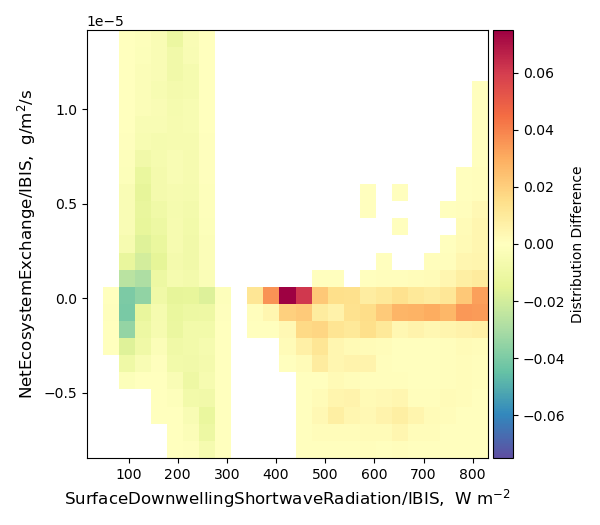 1e−5
1.0
0.5
0.0
−0.5
NetEcosystemExchange/IBIS, g/m²/s
100 200 300 400 500 600 700 800
SurfaceDownwellingShortwaveRadiation/IBIS, W m⁻²
0.06
0.04
0.02
0.00
−0.02
−0.04
−0.06
Distribution Difference